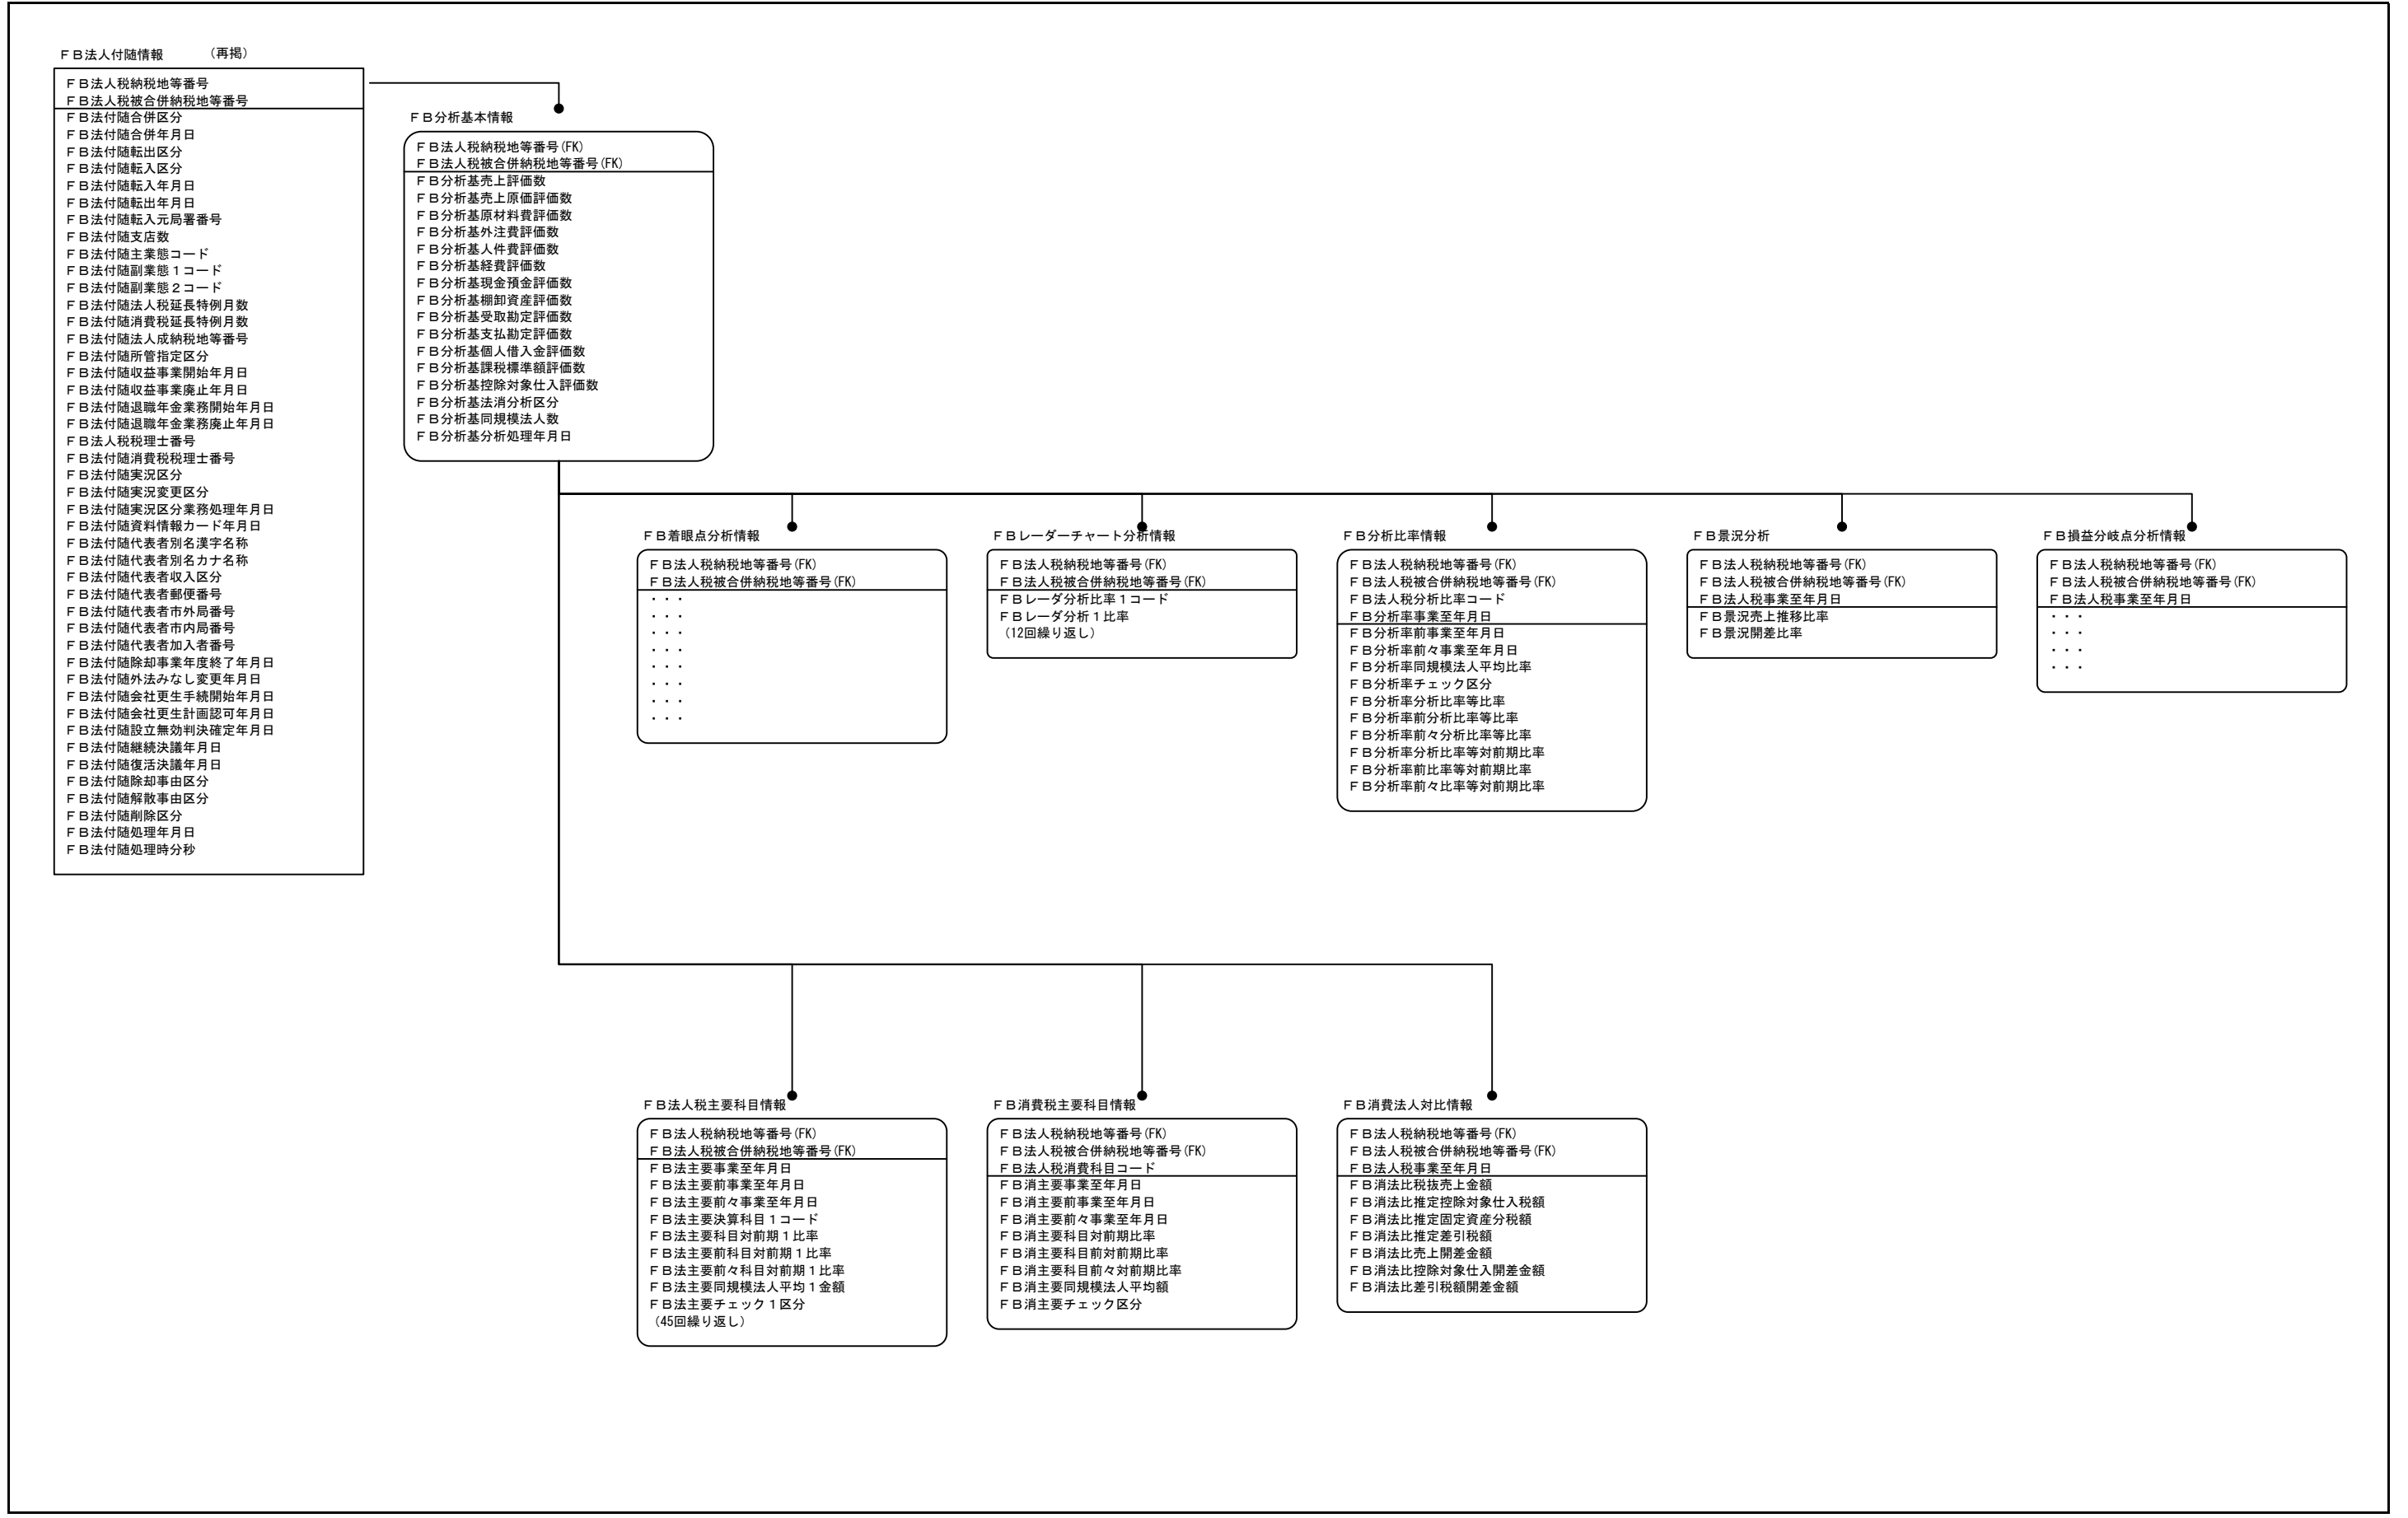 ＦＢ法人付随情報　　　（再掲）
ＦＢ法人税納税地等番号
ＦＢ法人税被合併納税地等番号
ＦＢ法付随合併区分
ＦＢ法付随合併年月日
ＦＢ法付随転出区分
ＦＢ法付随転入区分
ＦＢ法付随転入年月日
ＦＢ法付随転出年月日
ＦＢ法付随転入元局署番号
ＦＢ法付随支店数
ＦＢ法付随主業態コード
ＦＢ法付随副業態１コード
ＦＢ法付随副業態２コード
ＦＢ法付随法人税延長特例月数
ＦＢ法付随消費税延長特例月数
ＦＢ法付随法人成納税地等番号
ＦＢ法付随所管指定区分
ＦＢ法付随収益事業開始年月日
ＦＢ法付随収益事業廃止年月日
ＦＢ法付随退職年金業務開始年月日
ＦＢ法付随退職年金業務廃止年月日
ＦＢ法人税税理士番号
ＦＢ法付随消費税税理士番号
ＦＢ法付随実況区分
ＦＢ法付随実況変更区分
ＦＢ法付随実況区分業務処理年月日
ＦＢ法付随資料情報カード年月日
ＦＢ法付随代表者別名漢字名称
ＦＢ法付随代表者別名カナ名称
ＦＢ法付随代表者収入区分
ＦＢ法付随代表者郵便番号
ＦＢ法付随代表者市外局番号
ＦＢ法付随代表者市内局番号
ＦＢ法付随代表者加入者番号
ＦＢ法付随除却事業年度終了年月日
ＦＢ法付随外法みなし変更年月日
ＦＢ法付随会社更生手続開始年月日
ＦＢ法付随会社更生計画認可年月日
ＦＢ法付随設立無効判決確定年月日
ＦＢ法付随継続決議年月日
ＦＢ法付随復活決議年月日
ＦＢ法付随除却事由区分
ＦＢ法付随解散事由区分
ＦＢ法付随削除区分
ＦＢ法付随処理年月日
ＦＢ法付随処理時分秒
ＦＢ分析基本情報
ＦＢ法人税納税地等番号(FK)
ＦＢ法人税被合併納税地等番号(FK)
ＦＢ分析基売上評価数
ＦＢ分析基売上原価評価数
ＦＢ分析基原材料費評価数
ＦＢ分析基外注費評価数
ＦＢ分析基人件費評価数
ＦＢ分析基経費評価数
ＦＢ分析基現金預金評価数
ＦＢ分析基棚卸資産評価数
ＦＢ分析基受取勘定評価数
ＦＢ分析基支払勘定評価数
ＦＢ分析基個人借入金評価数
ＦＢ分析基課税標準額評価数
ＦＢ分析基控除対象仕入評価数
ＦＢ分析基法消分析区分
ＦＢ分析基同規模法人数
ＦＢ分析基分析処理年月日
ＦＢ着眼点分析情報
ＦＢ法人税納税地等番号(FK)
ＦＢ法人税被合併納税地等番号(FK)
・・・
・・・
・・・
・・・
・・・
・・・
・・・
・・・
ＦＢレーダーチャート分析情報
ＦＢ法人税納税地等番号(FK)
ＦＢ法人税被合併納税地等番号(FK)
ＦＢレーダ分析比率１コード
ＦＢレーダ分析１比率
（12回繰り返し）
ＦＢ分析比率情報
ＦＢ法人税納税地等番号(FK)
ＦＢ法人税被合併納税地等番号(FK)
ＦＢ法人税分析比率コード
ＦＢ分析率事業至年月日
ＦＢ分析率前事業至年月日
ＦＢ分析率前々事業至年月日
ＦＢ分析率同規模法人平均比率
ＦＢ分析率チェック区分
ＦＢ分析率分析比率等比率
ＦＢ分析率前分析比率等比率
ＦＢ分析率前々分析比率等比率
ＦＢ分析率分析比率等対前期比率
ＦＢ分析率前比率等対前期比率
ＦＢ分析率前々比率等対前期比率
ＦＢ景況分析
ＦＢ法人税納税地等番号(FK)
ＦＢ法人税被合併納税地等番号(FK)
ＦＢ法人税事業至年月日
ＦＢ景況売上推移比率
ＦＢ景況開差比率
ＦＢ損益分岐点分析情報
ＦＢ法人税納税地等番号(FK)
ＦＢ法人税被合併納税地等番号(FK)
ＦＢ法人税事業至年月日
・・・
・・・
・・・
・・・
ＦＢ法人税主要科目情報
ＦＢ法人税納税地等番号(FK)
ＦＢ法人税被合併納税地等番号(FK)
ＦＢ法主要事業至年月日
ＦＢ法主要前事業至年月日
ＦＢ法主要前々事業至年月日
ＦＢ法主要決算科目１コード
ＦＢ法主要科目対前期１比率
ＦＢ法主要前科目対前期１比率
ＦＢ法主要前々科目対前期１比率
ＦＢ法主要同規模法人平均１金額
ＦＢ法主要チェック１区分
（45回繰り返し）
ＦＢ消費税主要科目情報
ＦＢ法人税納税地等番号(FK)
ＦＢ法人税被合併納税地等番号(FK)
ＦＢ法人税消費科目コード
ＦＢ消主要事業至年月日
ＦＢ消主要前事業至年月日
ＦＢ消主要前々事業至年月日
ＦＢ消主要科目対前期比率
ＦＢ消主要科目前対前期比率
ＦＢ消主要科目前々対前期比率
ＦＢ消主要同規模法人平均額
ＦＢ消主要チェック区分
ＦＢ消費法人対比情報
ＦＢ法人税納税地等番号(FK)
ＦＢ法人税被合併納税地等番号(FK)
ＦＢ法人税事業至年月日
ＦＢ消法比税抜売上金額
ＦＢ消法比推定控除対象仕入税額
ＦＢ消法比推定固定資産分税額
ＦＢ消法比推定差引税額
ＦＢ消法比売上開差金額
ＦＢ消法比控除対象仕入開差金額
ＦＢ消法比差引税額開差金額